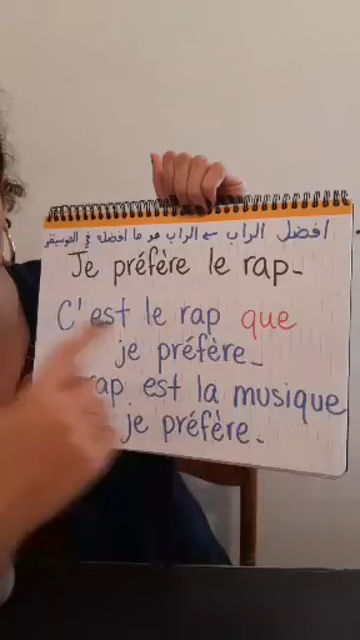 افضل الراب ← الراب هو ما افضله في الموسيقى
Je préfère le rap.
C'est le rap que
je préfère.
rap est la musique
je préfère.